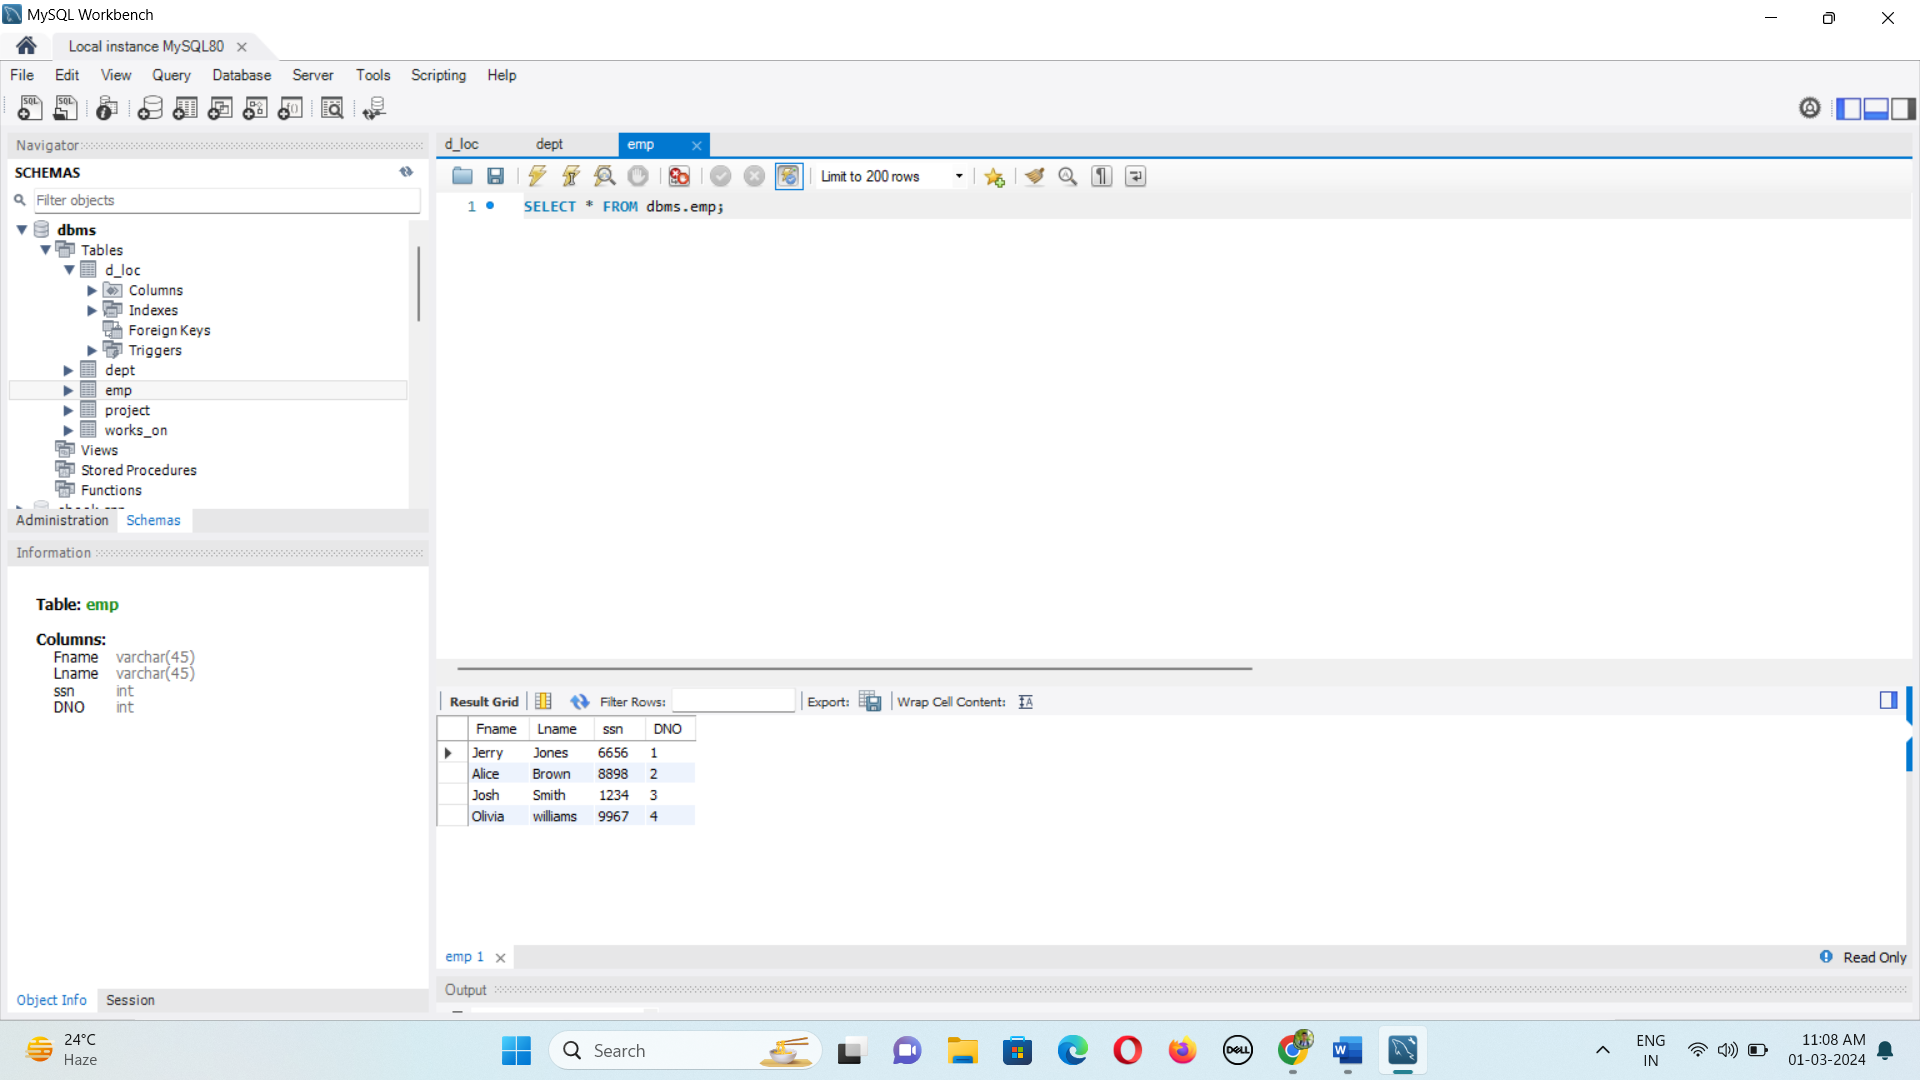 MySQL Workbench
Local instance MySQL80
File Edit View Query Database Server Tools Scripting Help
Navigator
SCHEMAS
Filter objects
dbms
Tables
d_loc
Columns
Indexes
Foreign Keys
Triggers
dept
emp
project
works_on
Views
Stored Procedures
Functions
Administration Schemas
Information
Table: emp
Columns:
Fname varchar(45)
Lname varchar(45)
ssn int
DNO int
Object Info Session
d_loc dept emp
Limit to 200 rows
1 SELECT * FROM dbms.emp;
Result Grid Filter Rows: Export: Wrap Cell Content:
Fname Lname ssn DNO
Jerry Jones 6656 1
Alice Brown 8898 2
Josh Smith 1234 3
Olivia williams 9967 4
emp 1 Read Only
Output
24°C
Haze
Search
DELL
W
ENG
IN
11:08 AM
01-03-2024